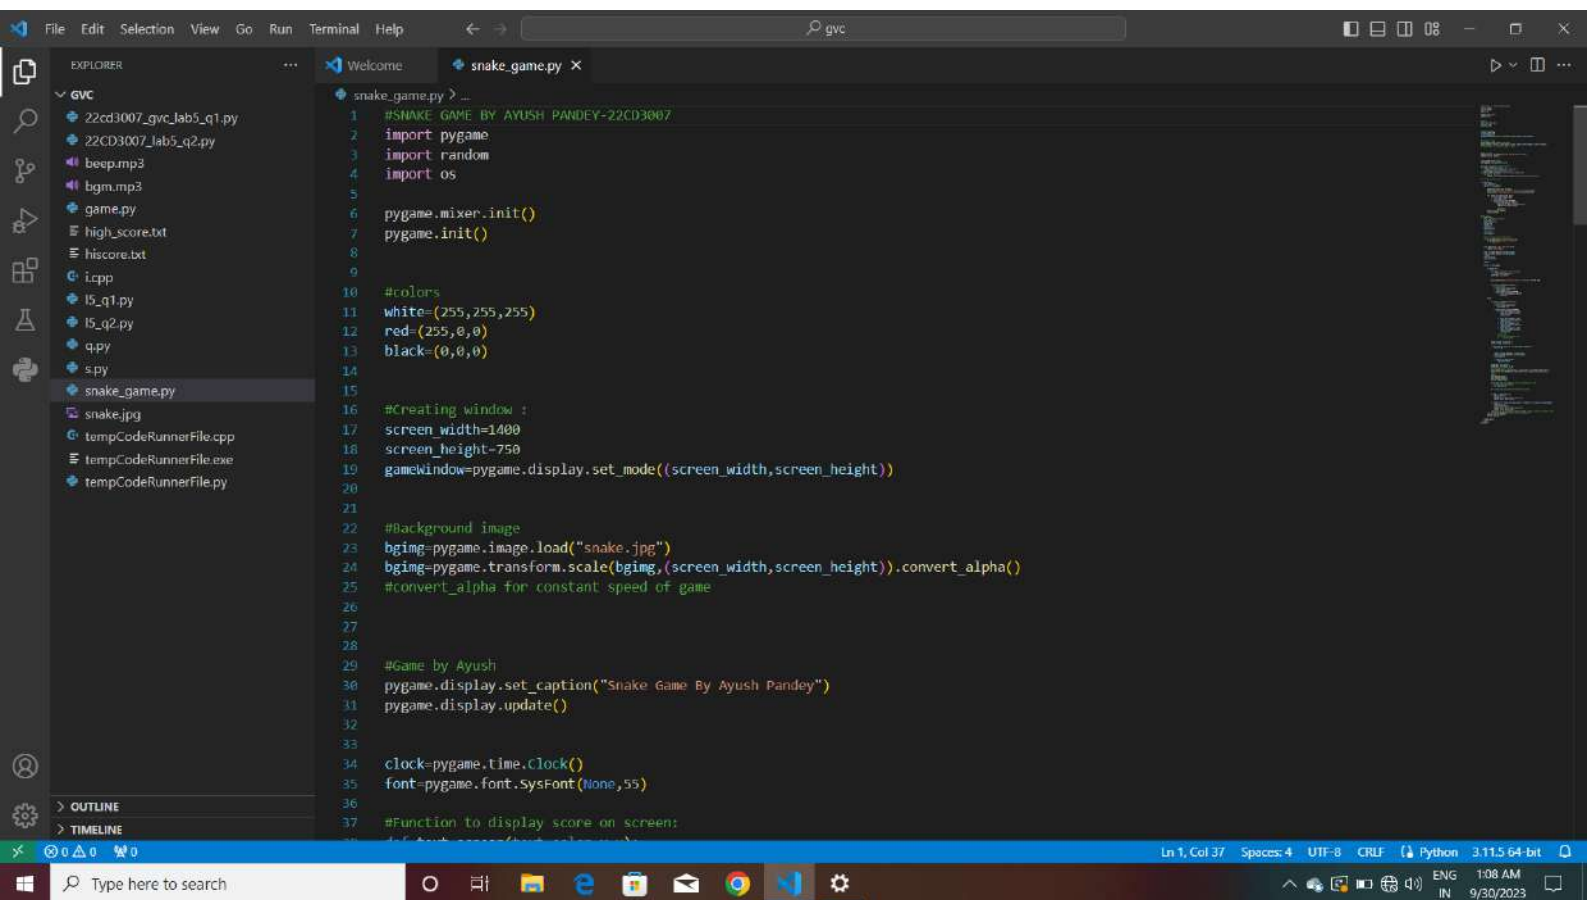 File Edit Selection View Go Run Terminal Help
gvc
EXPLORER
Welcome
snake_game.py
GVC
22cd3007_gvc_lab5_q1.py
22CD3007_lab5_q2.py
beep.mp3
bgm.mp3
game.py
high_score.txt
hiscore.txt
i.cpp
l5_q1.py
l5_q2.py
q.py
s.py
snake_game.py
snake.jpg
tempCodeRunnerFile.cpp
tempCodeRunnerFile.exe
tempCodeRunnerFile.py
OUTLINE
TIMELINE
snake_game.py > ...
1 #SNAKE GAME BY AYUSH PANDEY-22CD3007
2 import pygame
3 import random
4 import os
5
6 pygame.mixer.init()
7 pygame.init()
8
9
10 #colors
11 white=(255,255,255)
12 red=(255,0,0)
13 black=(0,0,0)
14
15
16 #Creating window :
17 screen_width=1400
18 screen_height=750
19 gameWindow=pygame.display.set_mode((screen_width,screen_height))
20
21
22 #Background image
23 bgimg=pygame.image.load("snake.jpg")
24 bgimg=pygame.transform.scale(bgimg,(screen_width,screen_height)).convert_alpha()
25 #convert_alpha for constant speed of game
26
27
28
29 #Game by Ayush
30 pygame.display.set_caption("Snake Game By Ayush Pandey")
31 pygame.display.update()
32
33
34 clock=pygame.time.Clock()
35 font=pygame.font.SysFont(None,55)
36
37 #Function to display score on screen:
0 0 0
Ln 1, Col 37 Spaces: 4 UTF-8 CRLF Python 3.11.5 64-bit
Type here to search
ENG
IN
1:08 AM
9/30/2023